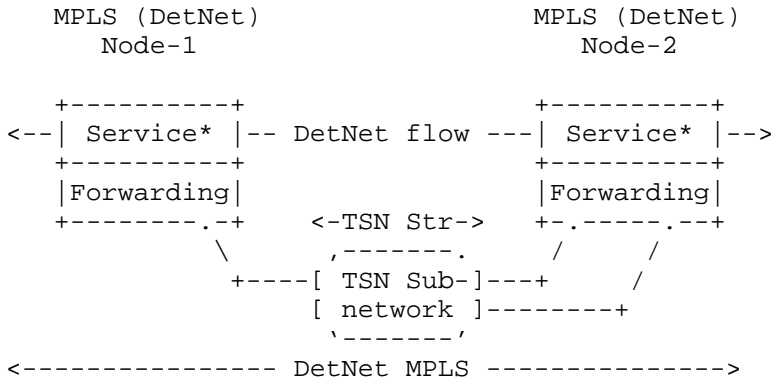 MPLS (DetNet) MPLS (DetNet)
Node-1 Node-2
+----------+ +----------+
<--| Service* |-- DetNet flow ---| Service* |-->
+----------+ +----------+
|Forwarding| |Forwarding|
+--------.-+ <-TSN Str-> +-.-----.--+
\ ,-------. / /
+----[ TSN Sub-]---+ /
[ network ]--------+
`-------'
<---------------- DetNet MPLS --------------->